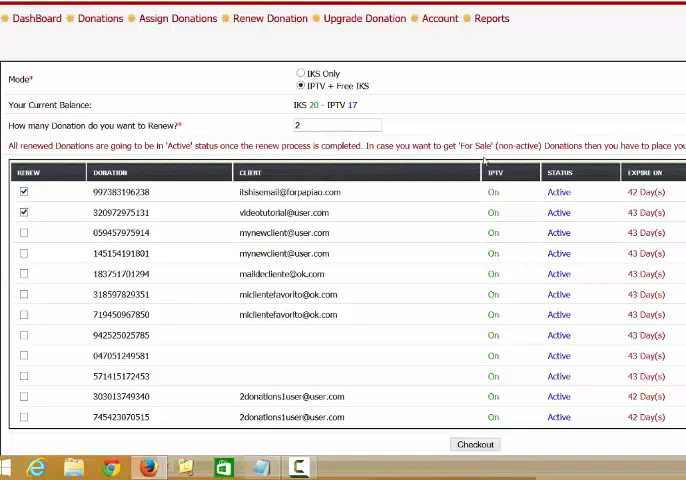 DashBoard Donations Assign Donations Renew Donation Upgrade Donation Account Reports
Mode* IKS Only
IPTV + Free IKS
Your Current Balance: IKS 20 - IPTV 17
How many Donation do you want to Renew?* 2
All renewed Donations are going to be in 'Active' status once the renew process is completed. In case you want to get 'For Sale' (non-active) Donations then you have to place you
RENEW DONATION CLIENT IPTV STATUS EXPIRE ON
997383196238 itshisemail@forpapiao.com On Active 42 Day(s)
320972975131 videotutorial@user.com On Active 42 Day(s)
059457975914 mynewclient@user.com On Active 43 Day(s)
145154191801 mynewclient@user.com On Active 43 Day(s)
183751701294 maildecliente@ok.com On Active 43 Day(s)
318597829351 miclientefavorito@ok.com On Active 43 Day(s)
719450967850 miclientefavorito@ok.com On Active 43 Day(s)
942525025785 On Active 43 Day(s)
047051249581 On Active 43 Day(s)
571415172453 On Active 43 Day(s)
303013749340 2donations1user@user.com On Active 42 Day(s)
745423070515 2donations1user@user.com On Active 42 Day(s)
Checkout